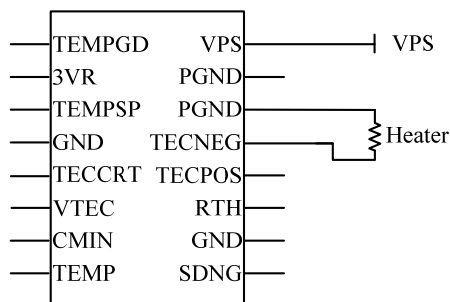 TEMPGD VPS VPS
3VR PGND
TEMPSP PGND
GND TECNEG Heater
TECCRT TECPOS
VTEC RTH
CMIN GND
TEMP SDNG